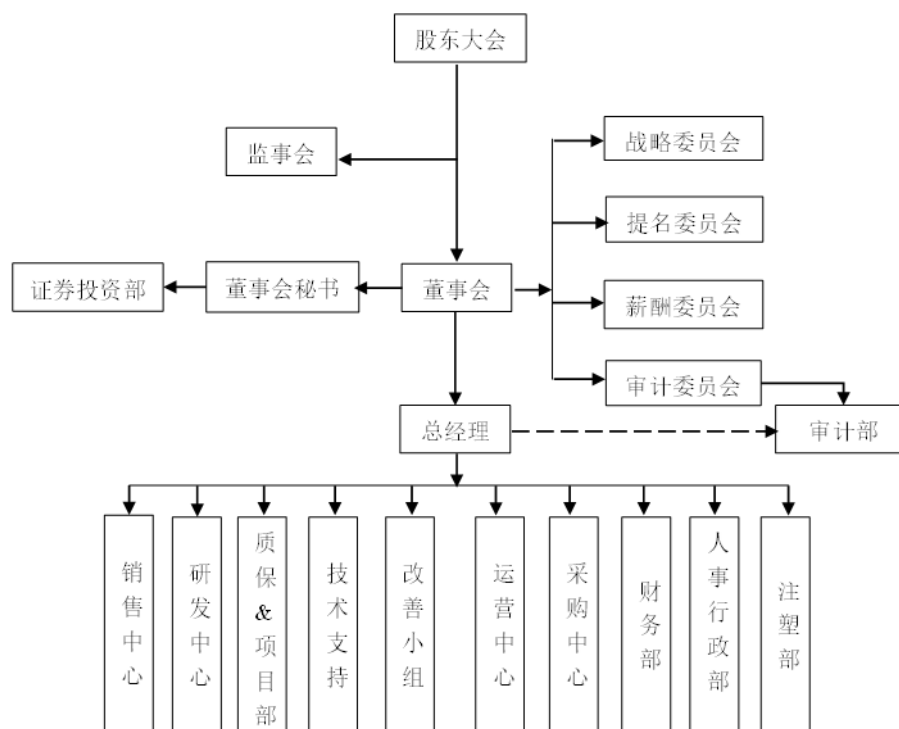 股东大会
监事会
战略委员会
提名委员会
证券投资部
董事会秘书
董事会
薪酬委员会
审计委员会
总经理
审计部
销售中心
研发中心
质保&项目部
技术支持
改善小组
运营中心
采购中心
财务部
人事行政部
注塑部